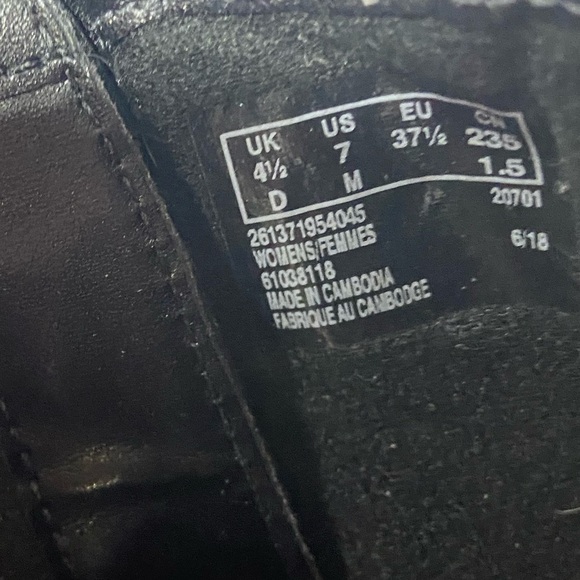 UK US EU CN
4½ 7 37½ 235
D M 1.5
261371954045 20701
WOMENS/FEMMES 6/18
61038118
MADE IN CAMBODIA
FABRIQUE AU CAMBODGE